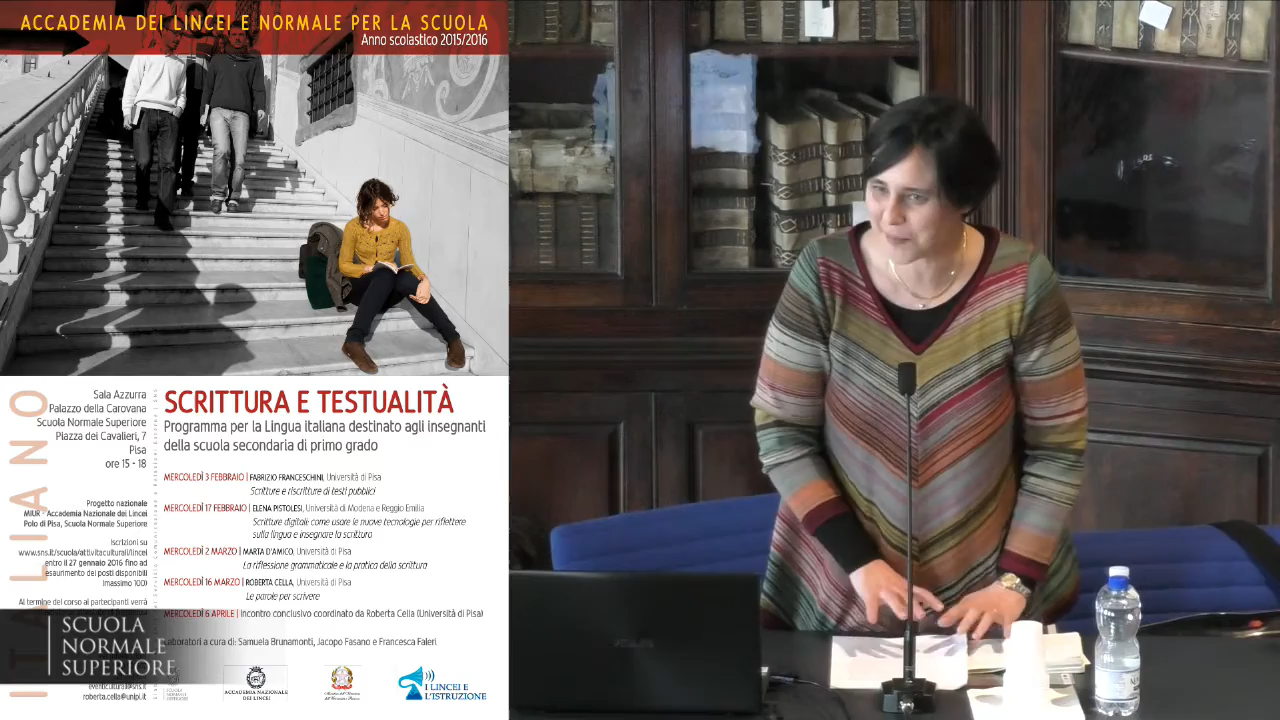 ACCADEMIA DEI LINCEI E NORMALE PER LA SCUOLA
Anno scolastico 2015/2016
ITALIANO
Sala Azzurra
Palazzo della Carovana
Scuola Normale Superiore
Piazza dei Cavalieri, 7
Pisa
ore 15 - 18
Progetto nazionale
MIUR - Accademia Nazionale dei Lincei
Polo di Pisa, Scuola Normale Superiore
Iscrizioni su
www.sns.it/scuola/attivitaculturali/lincei
entro il 27 gennaio 2016 fino ad
esaurimento dei posti disponibili
(massimo 100)
Al termine del corso ai partecipanti verrà
eventiculturali@sns.it
roberta.cella@unipi.it
SCRITTURA E TESTUALITÀ
Programma per la Lingua italiana destinato agli insegnanti
della scuola secondaria di primo grado
MERCOLEDÌ 3 FEBBRAIO | FABRIZIO FRANCESCHINI, Università di Pisa
Scritture e riscritture di testi pubblici
MERCOLEDÌ 17 FEBBRAIO | ELENA PISTOLESI, Università di Modena e Reggio Emilia
Scritture digitali: come usare le nuove tecnologie per riflettere
sulla lingua e insegnare la scrittura
MERCOLEDÌ 2 MARZO | MARTA D'AMICO, Università di Pisa
La riflessione grammaticale e la pratica della scrittura
MERCOLEDÌ 16 MARZO | ROBERTA CELLA, Università di Pisa
Le parole per scrivere
MERCOLEDÌ 6 APRILE | Incontro conclusivo coordinato da Roberta Cella (Università di Pisa)
Laboratori a cura di: Samuela Brunamonti, Jacopo Fasano e Francesca Faleri
SCUOLA
NORMALE
SUPERIORE
SCUOLA
NORMALE
SUPERIORE
ACCADEMIA NAZIONALE
DEI LINCEI
I LINCEI E
L'ISTRUZIONE
ASUS